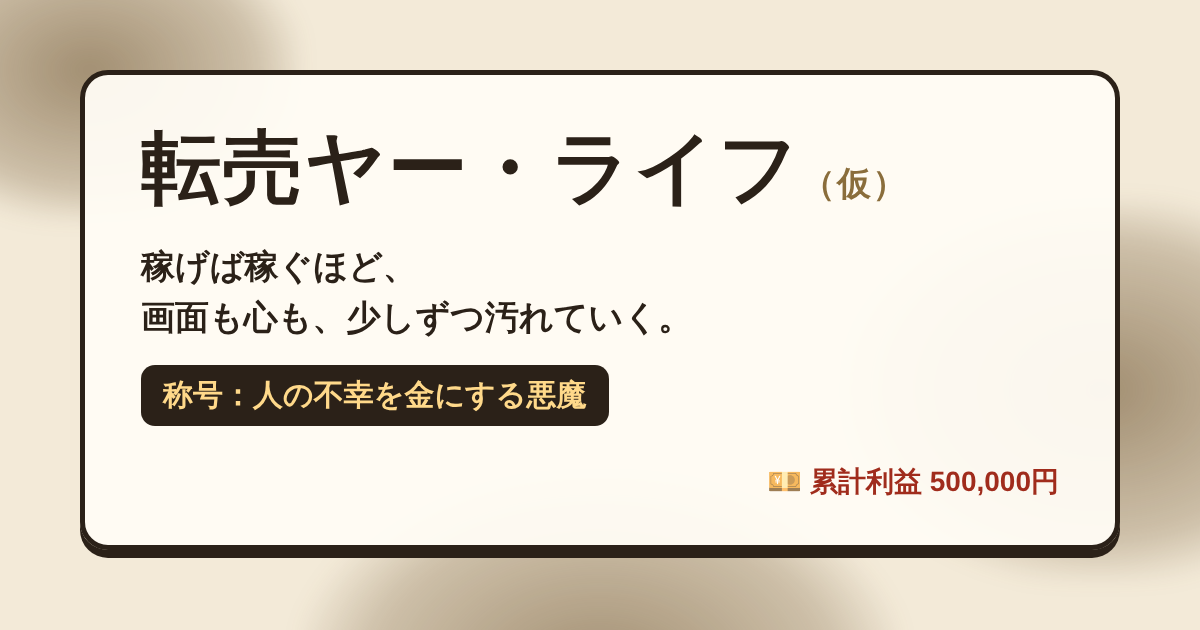 転売ヤー・ライフ（仮）
稼げば稼ぐほど、
画面も心も、少しずつ汚れていく。
称号：人の不幸を金にする悪魔
💴 累計利益 500,000円